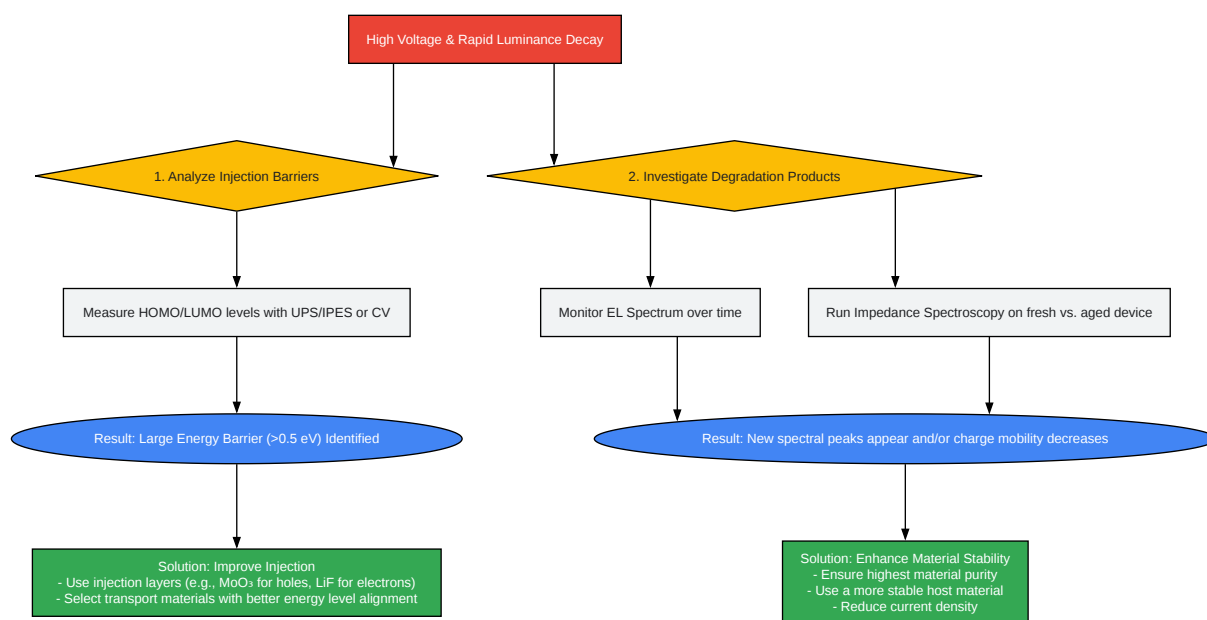 High Voltage & Rapid Luminance Decay
1. Analyze Injection Barriers
2. Investigate Degradation Products
Measure HOMO/LUMO levels with UPS/IPES or CV
Monitor EL Spectrum over time
Run Impedance Spectroscopy on fresh vs. aged device
Result: Large Energy Barrier (>0.5 eV) Identified
Result: New spectral peaks appear and/or charge mobility decreases
Solution: Improve Injection
- Use injection layers (e.g., MoO₃ for holes, LiF for electrons)
- Select transport materials with better energy level alignment
Solution: Enhance Material Stability
- Ensure highest material purity
- Use a more stable host material
- Reduce current density